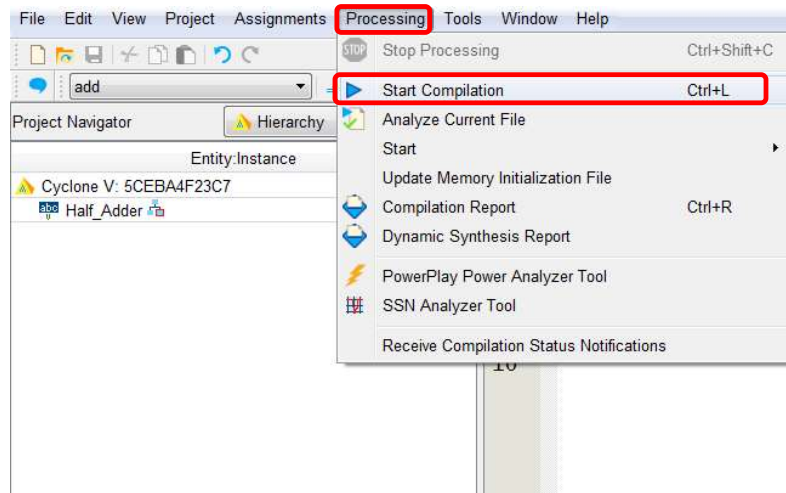 File Edit View Project Assignments Processing Tools Window Help
STOP Stop Processing Ctrl+Shift+C
add
Start Compilation Ctrl+L
Project Navigator Hierarchy
Analyze Current File
Entity:Instance
Start
Cyclone V: 5CEBA4F23C7
Update Memory Initialization File
abc Half_Adder
Compilation Report Ctrl+R
Dynamic Synthesis Report
PowerPlay Power Analyzer Tool
SSN Analyzer Tool
Receive Compilation Status Notifications